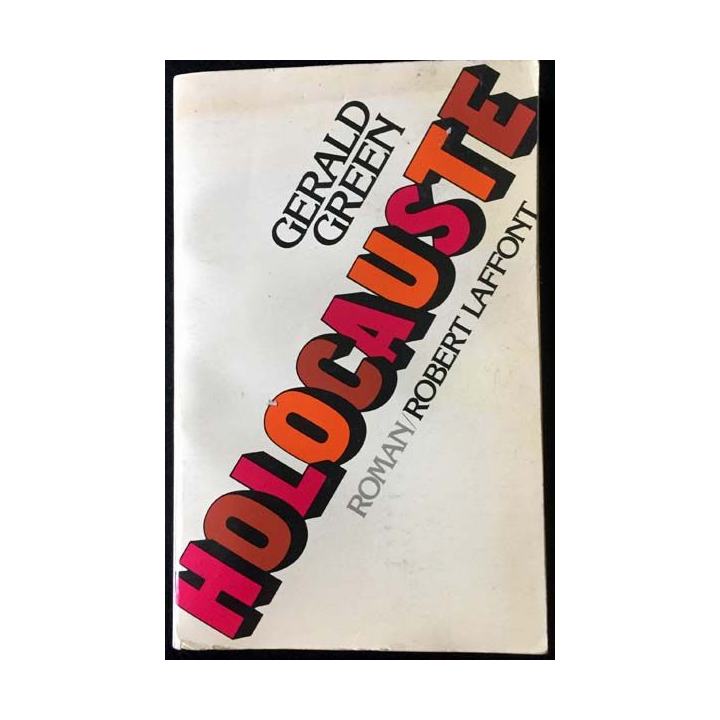 GERALD
GREEN
HOLOCAUSTE
ROMAN/ROBERT LAFFONT